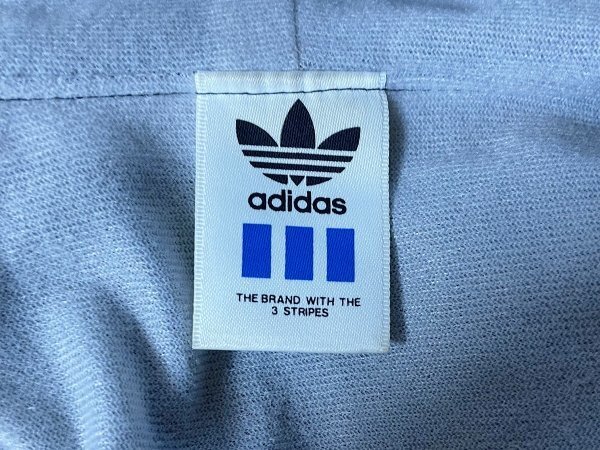 adidas
THE BRAND WITH THE
3 STRIPES